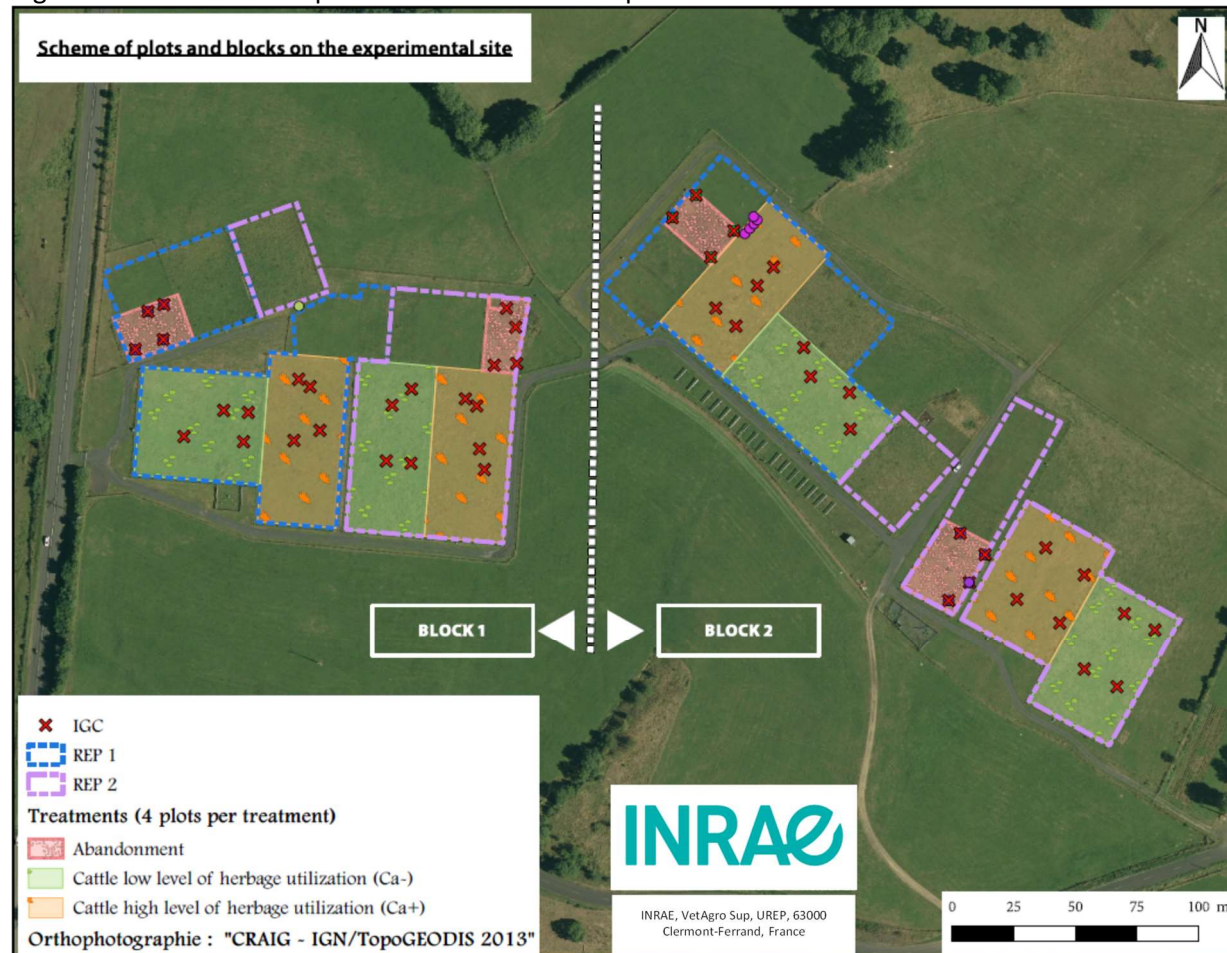 Scheme of plots and blocks on the experimental site
N
BLOCK 1
BLOCK 2
IGC
REP 1
REP 2
Treatments (4 plots per treatment)
Abandonment
Cattle low level of herbage utilization (Ca-)
Cattle high level of herbage utilization (Ca+)
Orthophotographie : "CRAIG - IGN/TopoGEODIS 2013"
INRAE
INRAE, VetAgro Sup, UREP, 63000
Clermont-Ferrand, France
0 25 50 75 100 m